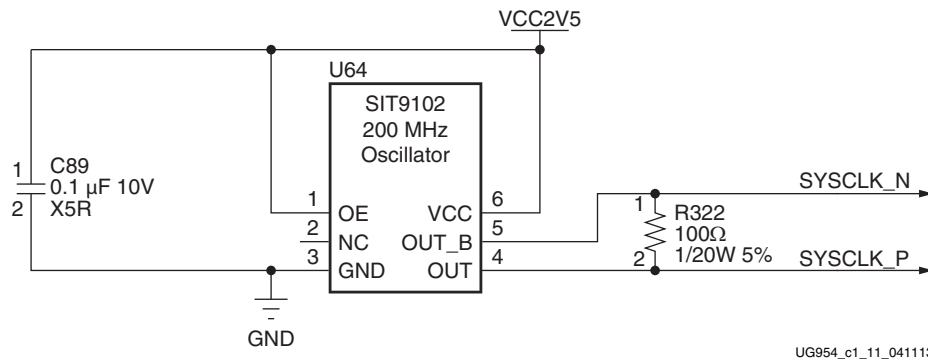 VCC2V5
U64
SIT9102
200 MHz
Oscillator
1
C89
0.1 µF 10V
2
X5R
1
OE
VCC
6
2
NC
OUT_B
5
3
GND
OUT
4
SYSCLK_N
1
R322
100Ω
1/20W 5%
2
SYSCLK_P
GND
UG954_c1_11_041113